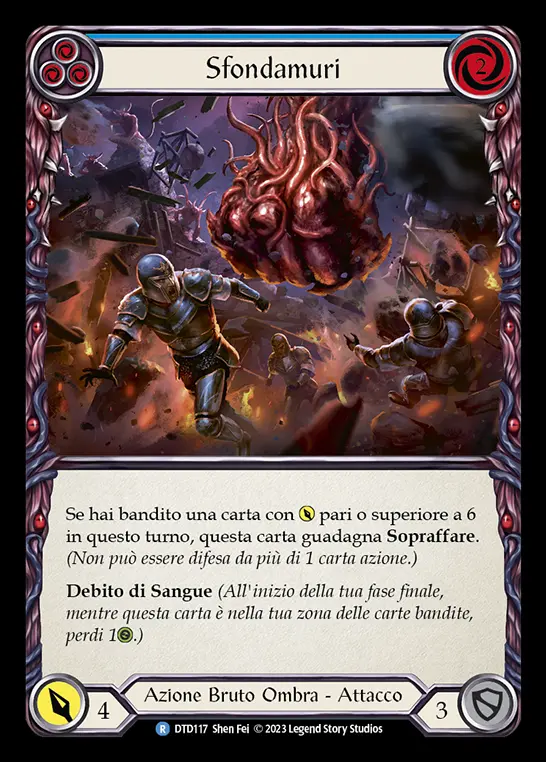 Sfondamuri
2
Se hai bandito una carta con pari o superiore a 6
in questo turno, questa carta guadagna Sopraffare.
(Non può essere difesa da più di 1 carta azione.)
Debito di Sangue (All'inizio della tua fase finale,
mentre questa carta è nella tua zona delle carte bandite,
perdi 1.)
4
Azione Bruto Ombra - Attacco
3
R DTD117 Shen Fei © 2023 Legend Story Studios